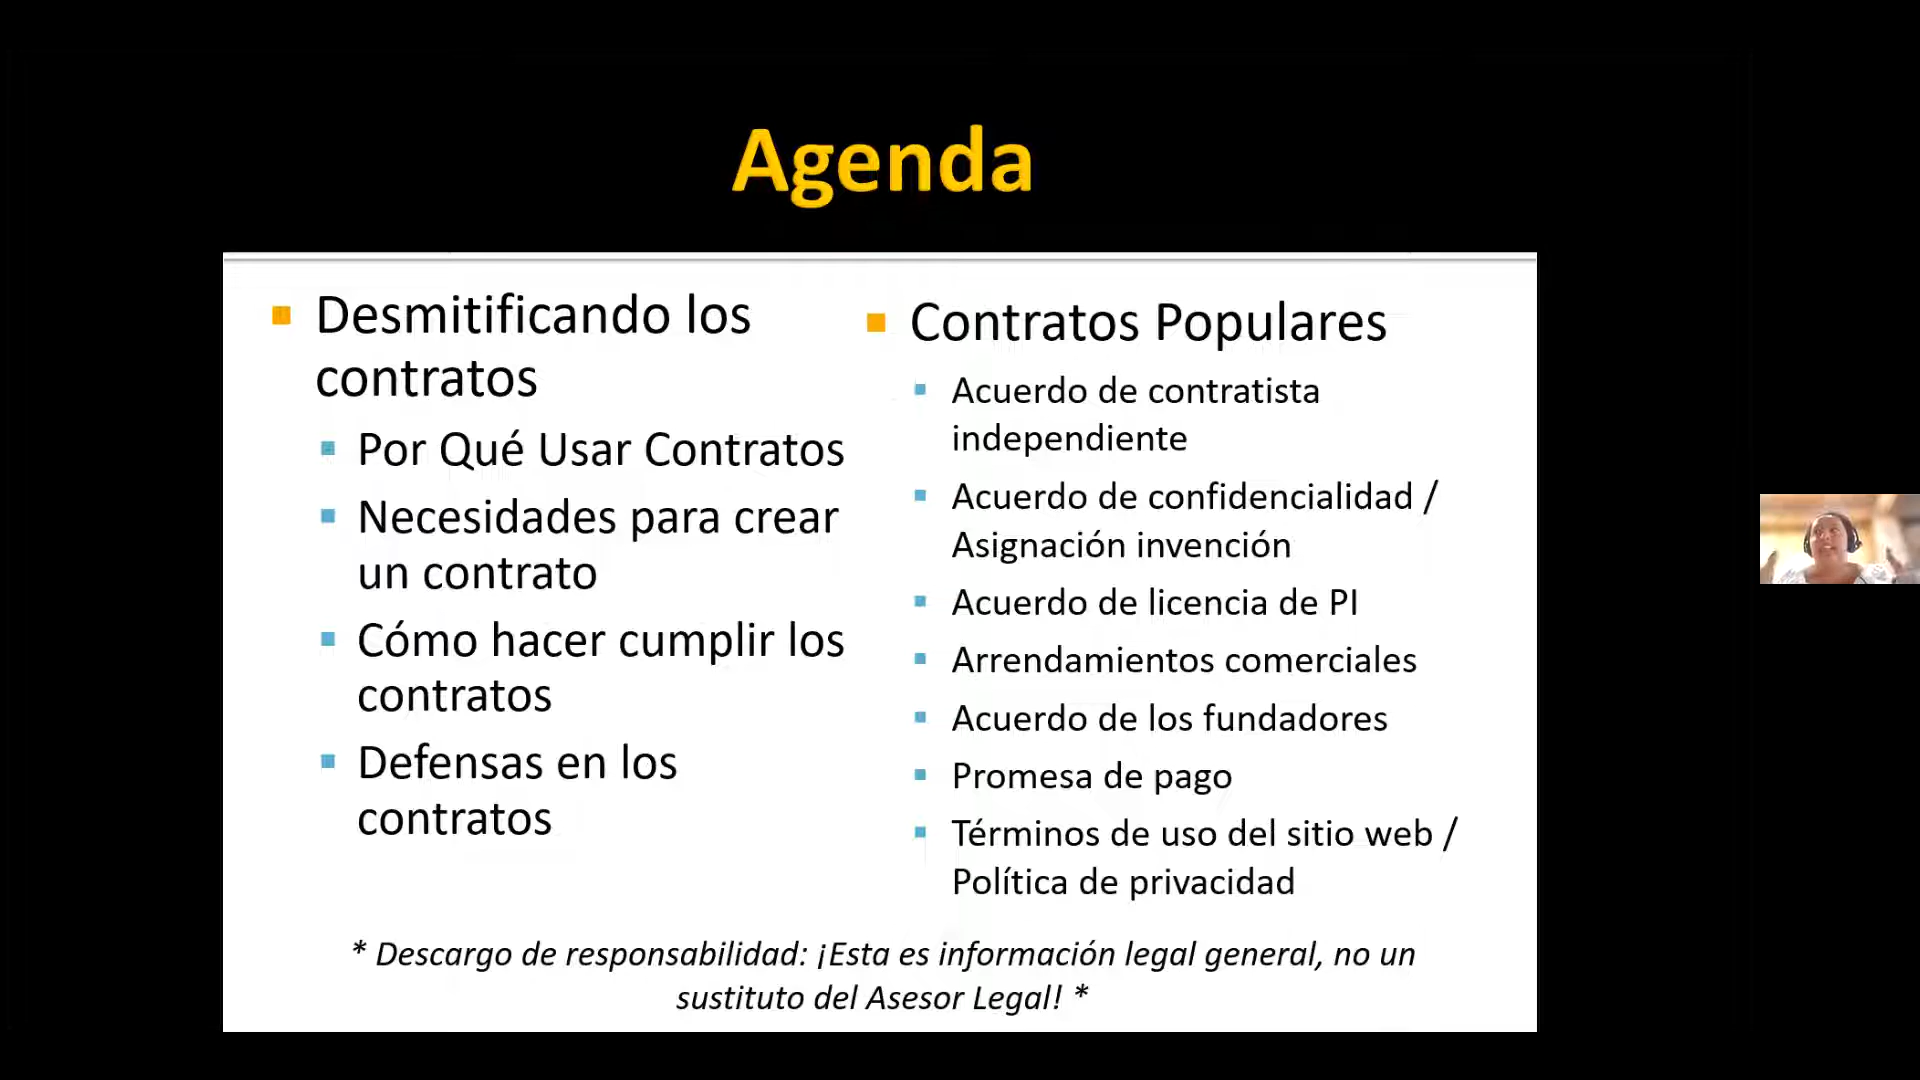 Agenda
Desmitificando los
contratos
Por Qué Usar Contratos
Necesidades para crear
un contrato
Cómo hacer cumplir los
contratos
Defensas en los
contratos
Contratos Populares
Acuerdo de contratista
independiente
Acuerdo de confidencialidad /
Asignación invención
Acuerdo de licencia de PI
Arrendamientos comerciales
Acuerdo de los fundadores
Promesa de pago
Términos de uso del sitio web /
Política de privacidad
* Descargo de responsabilidad: ¡Esta es información legal general, no un
sustituto del Asesor Legal! *